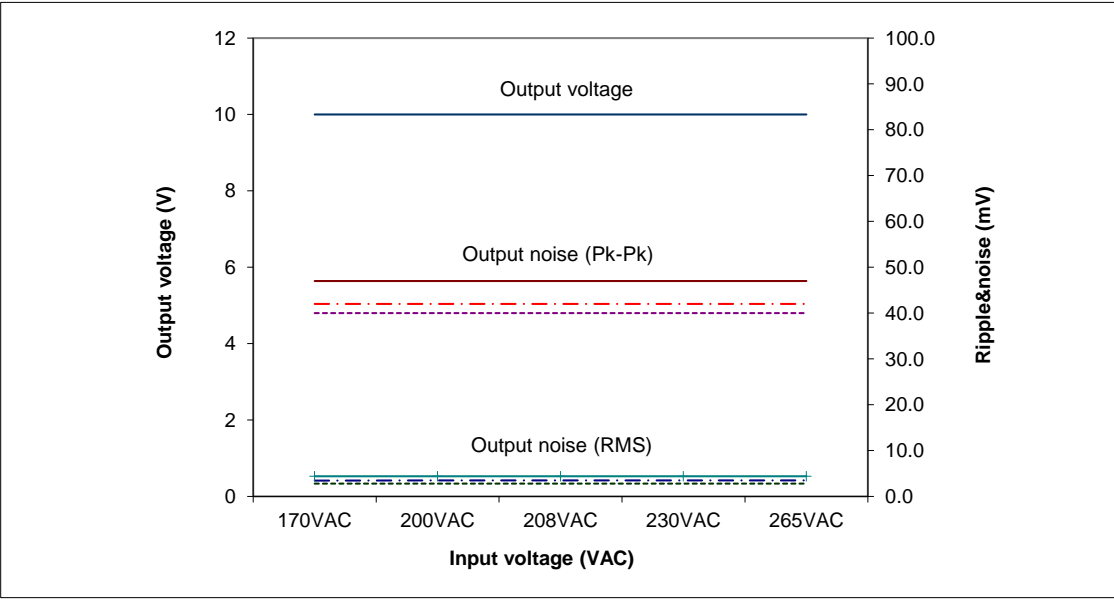 12
100.0
90.0
Output voltage
10
80.0
8
70.0
60.0
Output noise (Pk-Pk)
6
50.0
40.0
4
30.0
2
20.0
Output noise (RMS)
10.0
0
0.0
170VAC 200VAC 208VAC 230VAC 265VAC
Input voltage (VAC)
Output voltage (V)
Ripple&noise (mV)